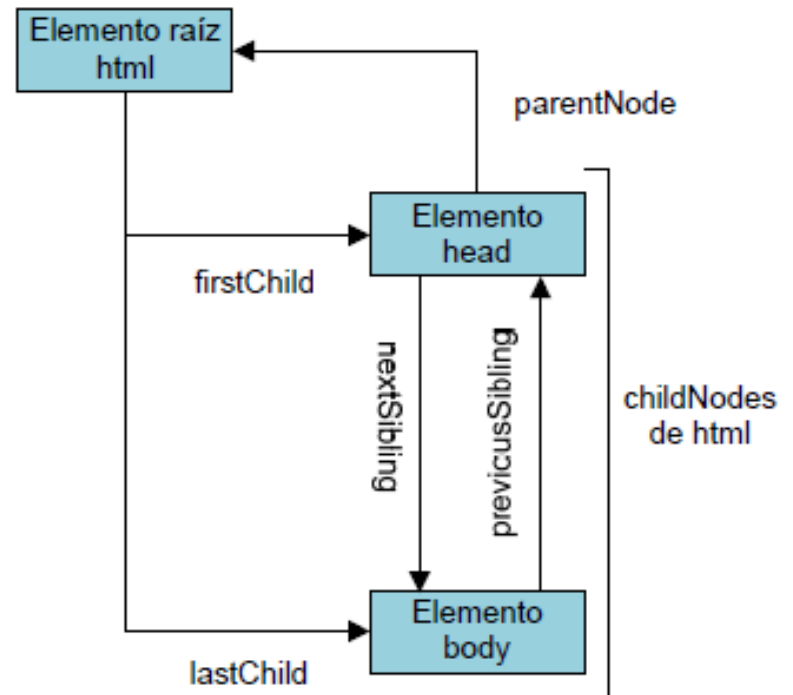 Elemento raíz
html
parentNode
Elemento
head
firstChild
nextSibling
previcusSibling
childNodes
de html
Elemento
body
lastChild